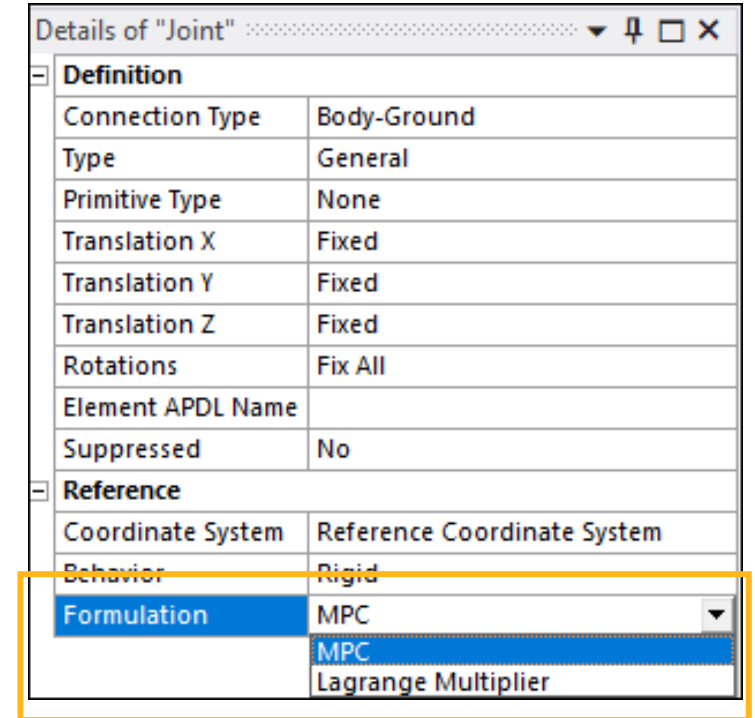 Details of "Joint"
Definition
Connection Type Body-Ground
Type General
Primitive Type None
Translation X Fixed
Translation Y Fixed
Translation Z Fixed
Rotations Fix All
Element APDL Name
Suppressed No
Reference
Coordinate System Reference Coordinate System
Behavior Rigid
Formulation MPC
MPC
Lagrange Multiplier